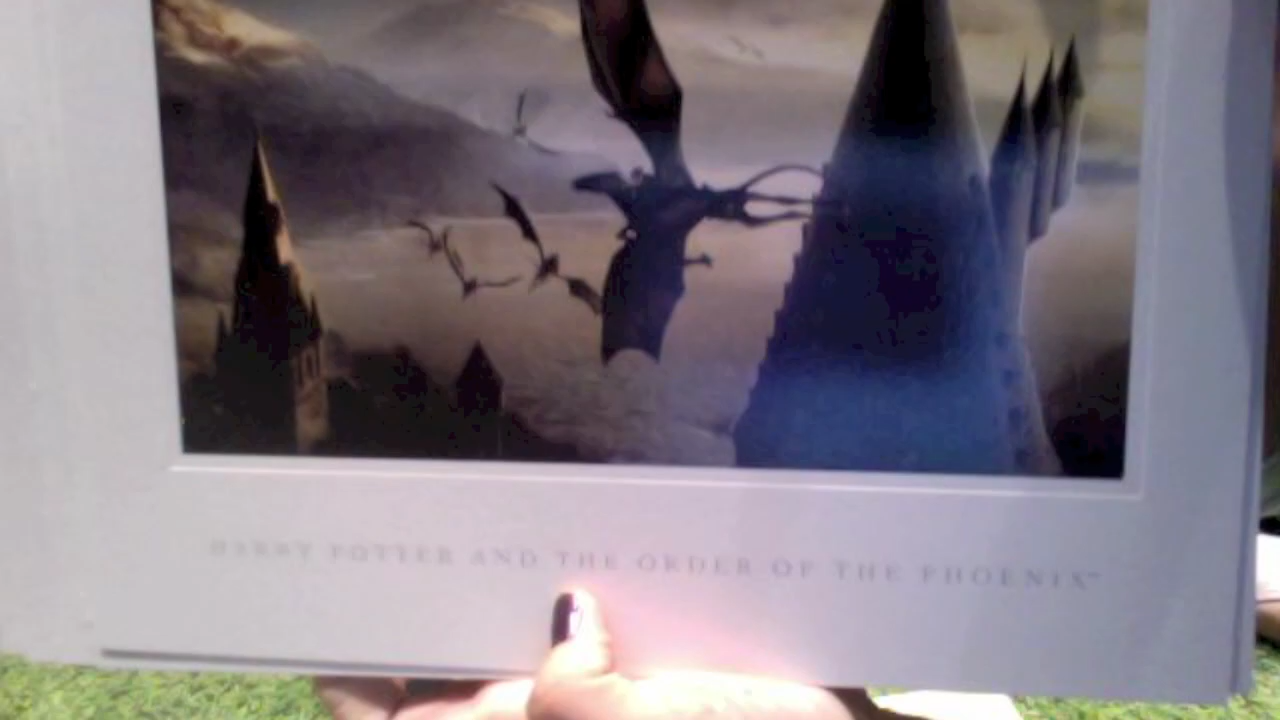 HARRY POTTER AND THE ORDER OF THE PHOENIX™